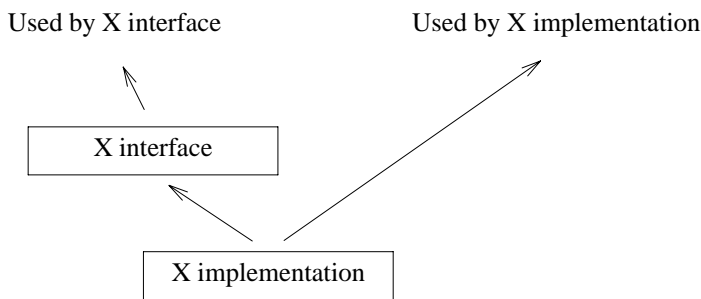 Used by X interface
Used by X implementation
X interface
X implementation